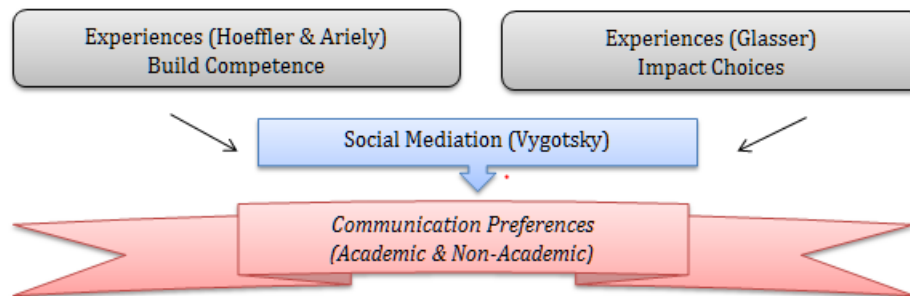 Experiences (Hoeffler & Ariely)
Build Competence
Experiences (Glasser)
Impact Choices
Social Mediation (Vygotsky)
Communication Preferences
(Academic & Non-Academic)